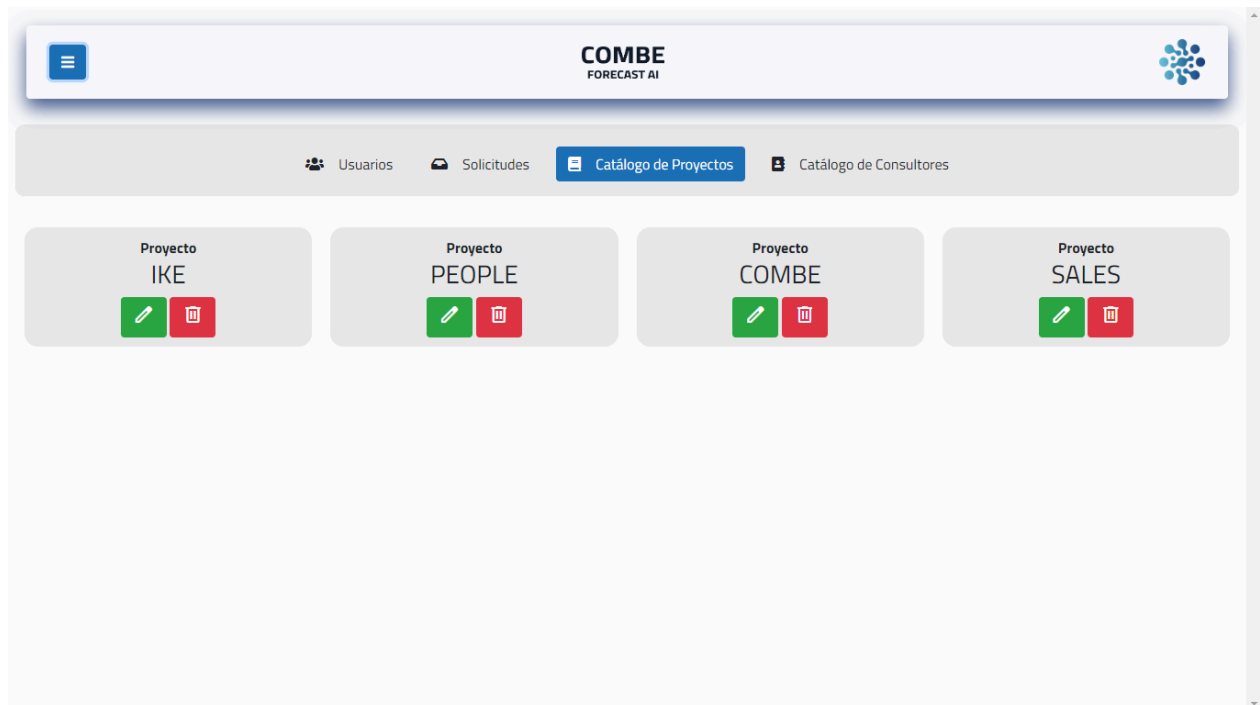 COMBE
FORECAST AI
Usuarios Solicitudes Catálogo de Proyectos Catálogo de Consultores
Proyecto Proyecto Proyecto Proyecto
IKE PEOPLE COMBE SALES